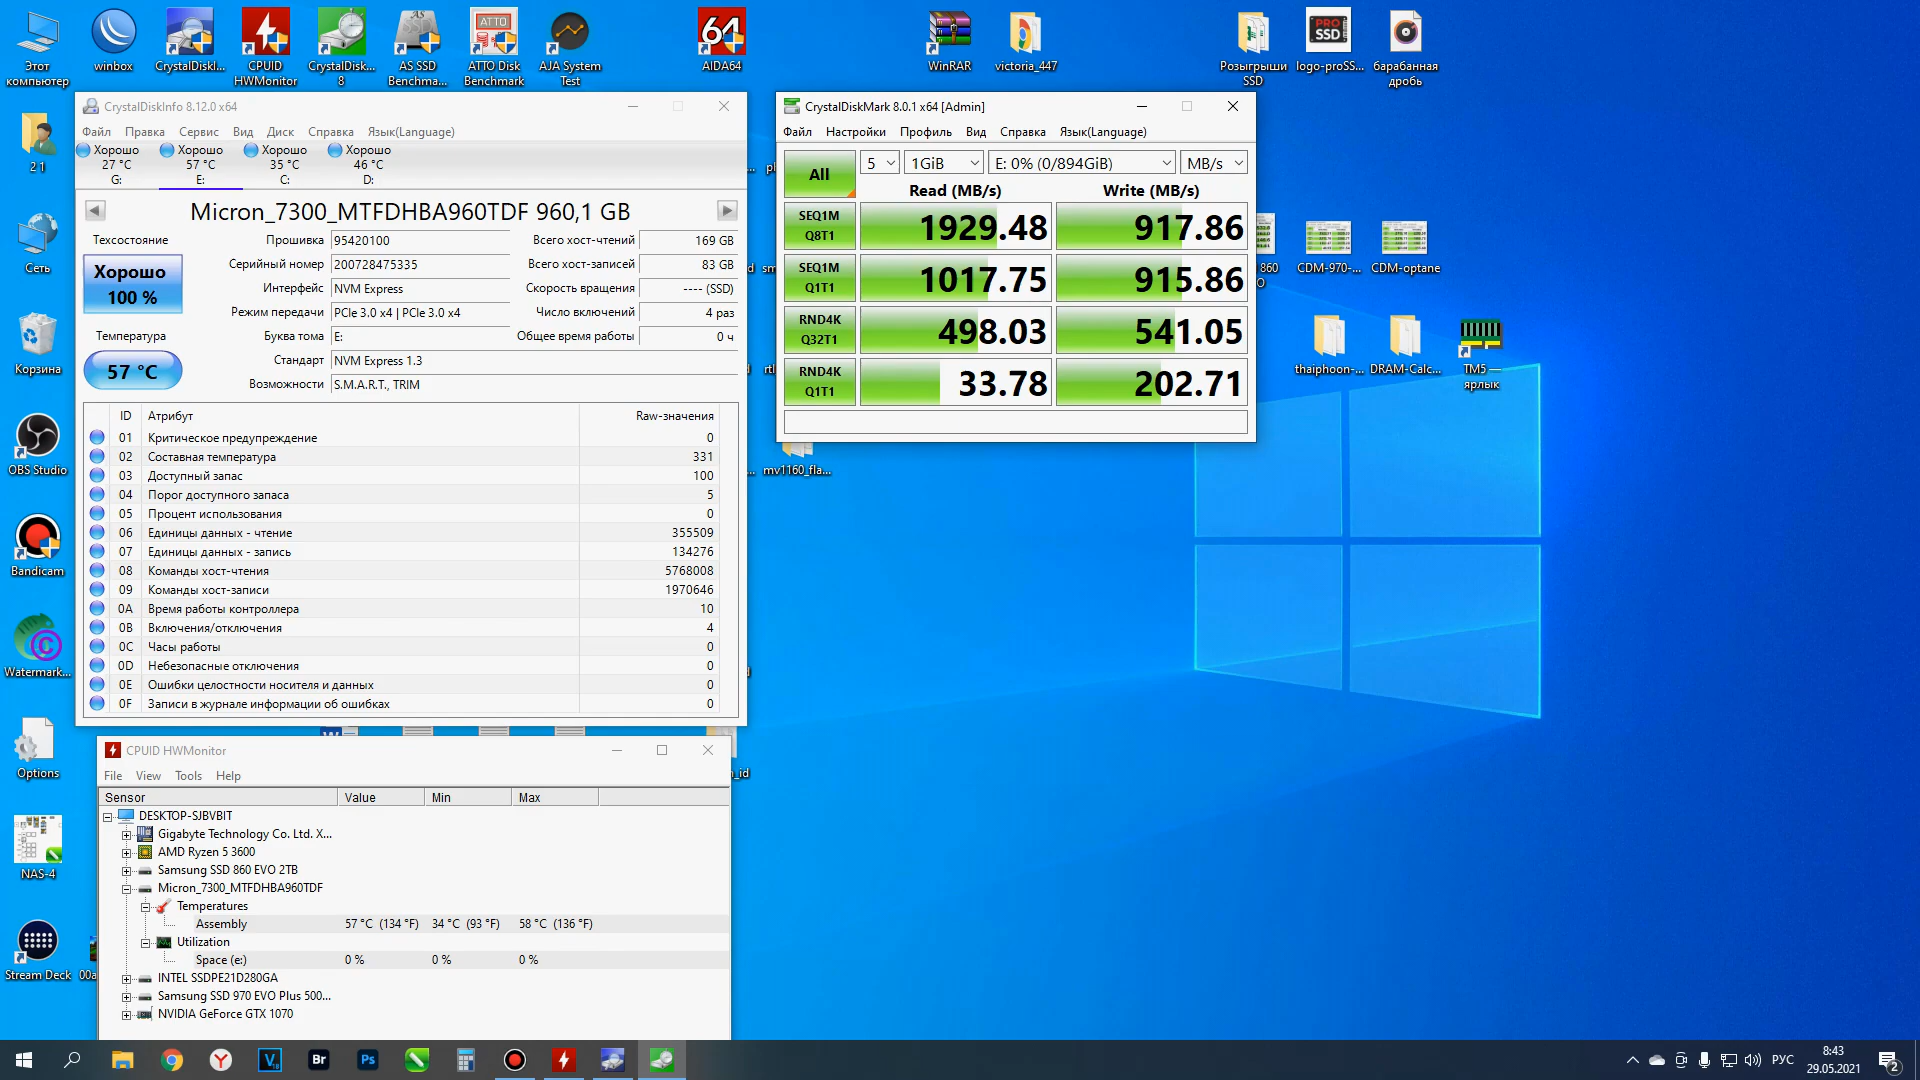 Этот компьютер
winbox
CrystalDiskI...
CPUID HWMonitor
CrystalDisk... 8
AS SSD Benchma...
ATTO Disk Benchmark
AJA System Test
64
AIDA64
WinRAR
victoria_447
Розыгрыши SSD
PRO SSD
logo-proSS...
барабанная дробь
2 1
Сеть
Корзина
OBS Studio
Bandicam
Watermark...
Options
NAS-4
Stream Deck
00a
CrystalDiskInfo 8.12.0 x64
Файл Правка Сервис Вид Диск Справка Язык(Language)
Хорошо Хорошо Хорошо Хорошо
27 °C 57 °C 35 °C 46 °C
G: E: C: D:
Micron_7300_MTFDHBA960TDF 960,1 GB
Техсостояние
Хорошо
100 %
Температура
57 °C
Прошивка 95420100
Серийный номер 200728475335
Интерфейс NVM Express
Режим передачи PCIe 3.0 x4 | PCIe 3.0 x4
Буква тома E:
Стандарт NVM Express 1.3
Возможности S.M.A.R.T., TRIM
Всего хост-чтений 169 GB
Всего хост-записей 83 GB
Скорость вращения ---- (SSD)
Число включений 4 раз
Общее время работы 0 ч
ID Атрибут Raw-значения
01 Критическое предупреждение 0
02 Составная температура 331
03 Доступный запас 100
04 Порог доступного запаса 5
05 Процент использования 0
06 Единицы данных - чтение 355509
07 Единицы данных - запись 134276
08 Команды хост-чтения 5768008
09 Команды хост-записи 1970646
0A Время работы контроллера 10
0B Включения/отключения 4
0C Часы работы 0
0D Небезопасные отключения 0
0E Ошибки целостности носителя и данных 0
0F Записи в журнале информации об ошибках 0
CrystalDiskMark 8.0.1 x64 [Admin]
Файл Настройки Профиль Вид Справка Язык(Language)
All 5 1GiB E: 0% (0/894GiB) MB/s
Read (MB/s) Write (MB/s)
SEQ1M Q8T1 1929.48 917.86
SEQ1M Q1T1 1017.75 915.86
RND4K Q32T1 498.03 541.05
RND4K Q1T1 33.78 202.71
mv1160_fla...
860
CDM-970-...
CDM-optane
thaiphoon-...
DRAM-Calc...
TM5 — ярлык
CPUID HWMonitor
File View Tools Help
Sensor Value Min Max
DESKTOP-SJBVBIT
Gigabyte Technology Co. Ltd. X...
AMD Ryzen 5 3600
Samsung SSD 860 EVO 2TB
Micron_7300_MTFDHBA960TDF
Temperatures
Assembly 57 °C (134 °F) 34 °C (93 °F) 58 °C (136 °F)
Utilization
Space (e:) 0 % 0 % 0 %
INTEL SSDPE21D280GA
Samsung SSD 970 EVO Plus 500...
NVIDIA GeForce GTX 1070
_id
Br
Ps
РУС
8:43
29.05.2021
2